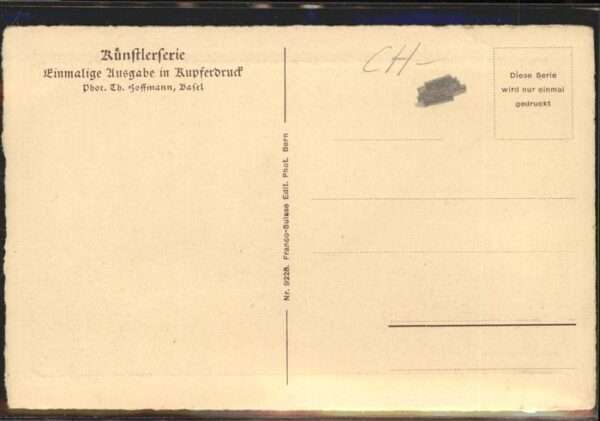 Künstlerserie
Einmalige Ausgabe in Kupferdruck
Phot. Th. Hoffmann, Basel
Nr. 9228. Franco-Suisse Edit. Phot. Bern
CH-
Diese Serie
wird nur einmal
gedruckt